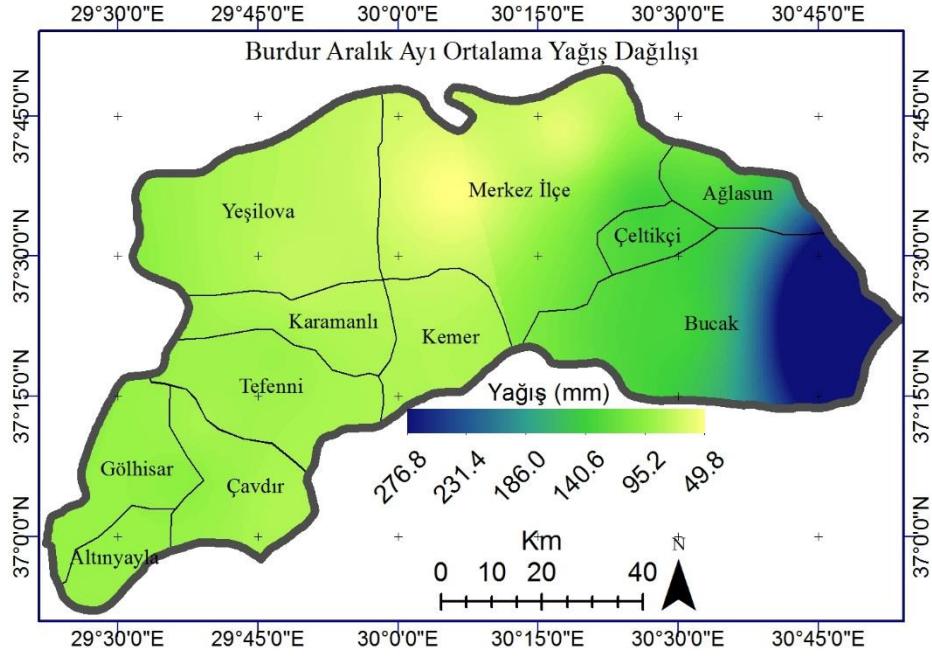 29°30'0"E 29°45'0"E 30°0'0"E 30°15'0"E 30°30'0"E 30°45'0"E
Burdur Aralık Ayı Ortalama Yağış Dağılışı
37°45'0"N 37°45'0"N
Merkez İlçe
Ağlasun
Yeşilova
Çeltikçi
37°30'0"N 37°30'0"N
Karamanlı
Bucak
Kemer
Tefenni
37°15'0"N 37°15'0"N
Yağış (mm)
276.8 231.4 186.0 140.6 95.2 49.8
Gölhisar
Çavdır
37°0'0"N 37°0'0"N
Altınyayla
Km
N
0 10 20 40
29°30'0"E 29°45'0"E 30°0'0"E 30°15'0"E 30°30'0"E 30°45'0"E